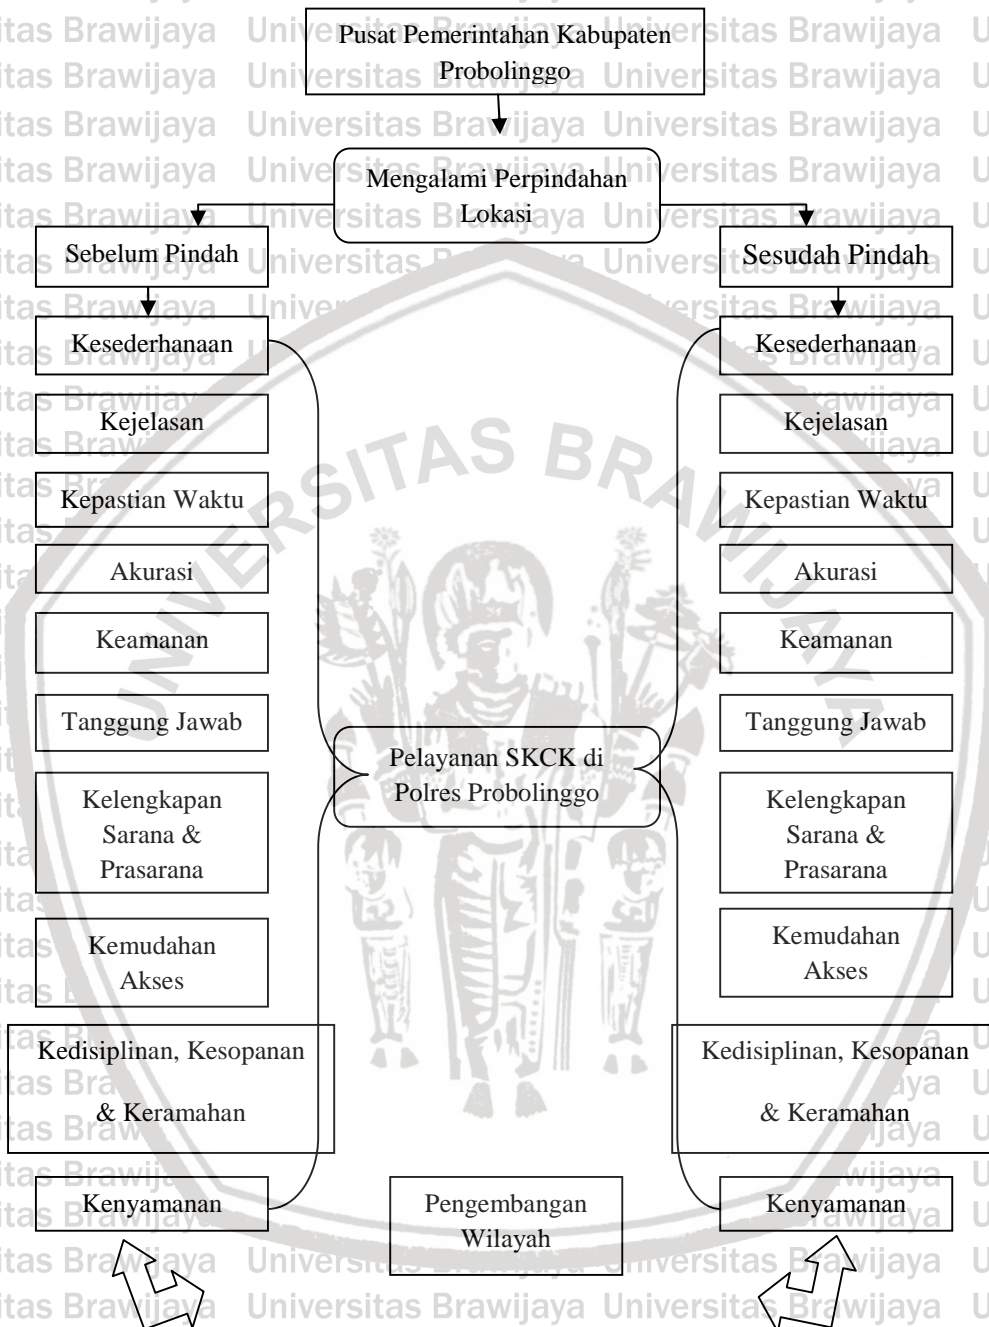 Pusat Pemerintahan Kabupaten
Probolinggo
Mengalami Perpindahan
Lokasi
Sebelum Pindah
Sesudah Pindah
Kesederhanaan
Kesederhanaan
Kejelasan
Kejelasan
Kepastian Waktu
Kepastian Waktu
Akurasi
Akurasi
Keamanan
Keamanan
Tanggung Jawab
Tanggung Jawab
Pelayanan SKCK di
Polres Probolinggo
Kelengkapan
Sarana &
Prasarana
Kelengkapan
Sarana &
Prasarana
Kemudahan
Akses
Kemudahan
Akses
Kedisiplinan, Kesopanan
& Keramahan
Kedisiplinan, Kesopanan
& Keramahan
Kenyamanan
Pengembangan
Wilayah
Kenyamanan
UNIVERSITAS BRAWIJAYA